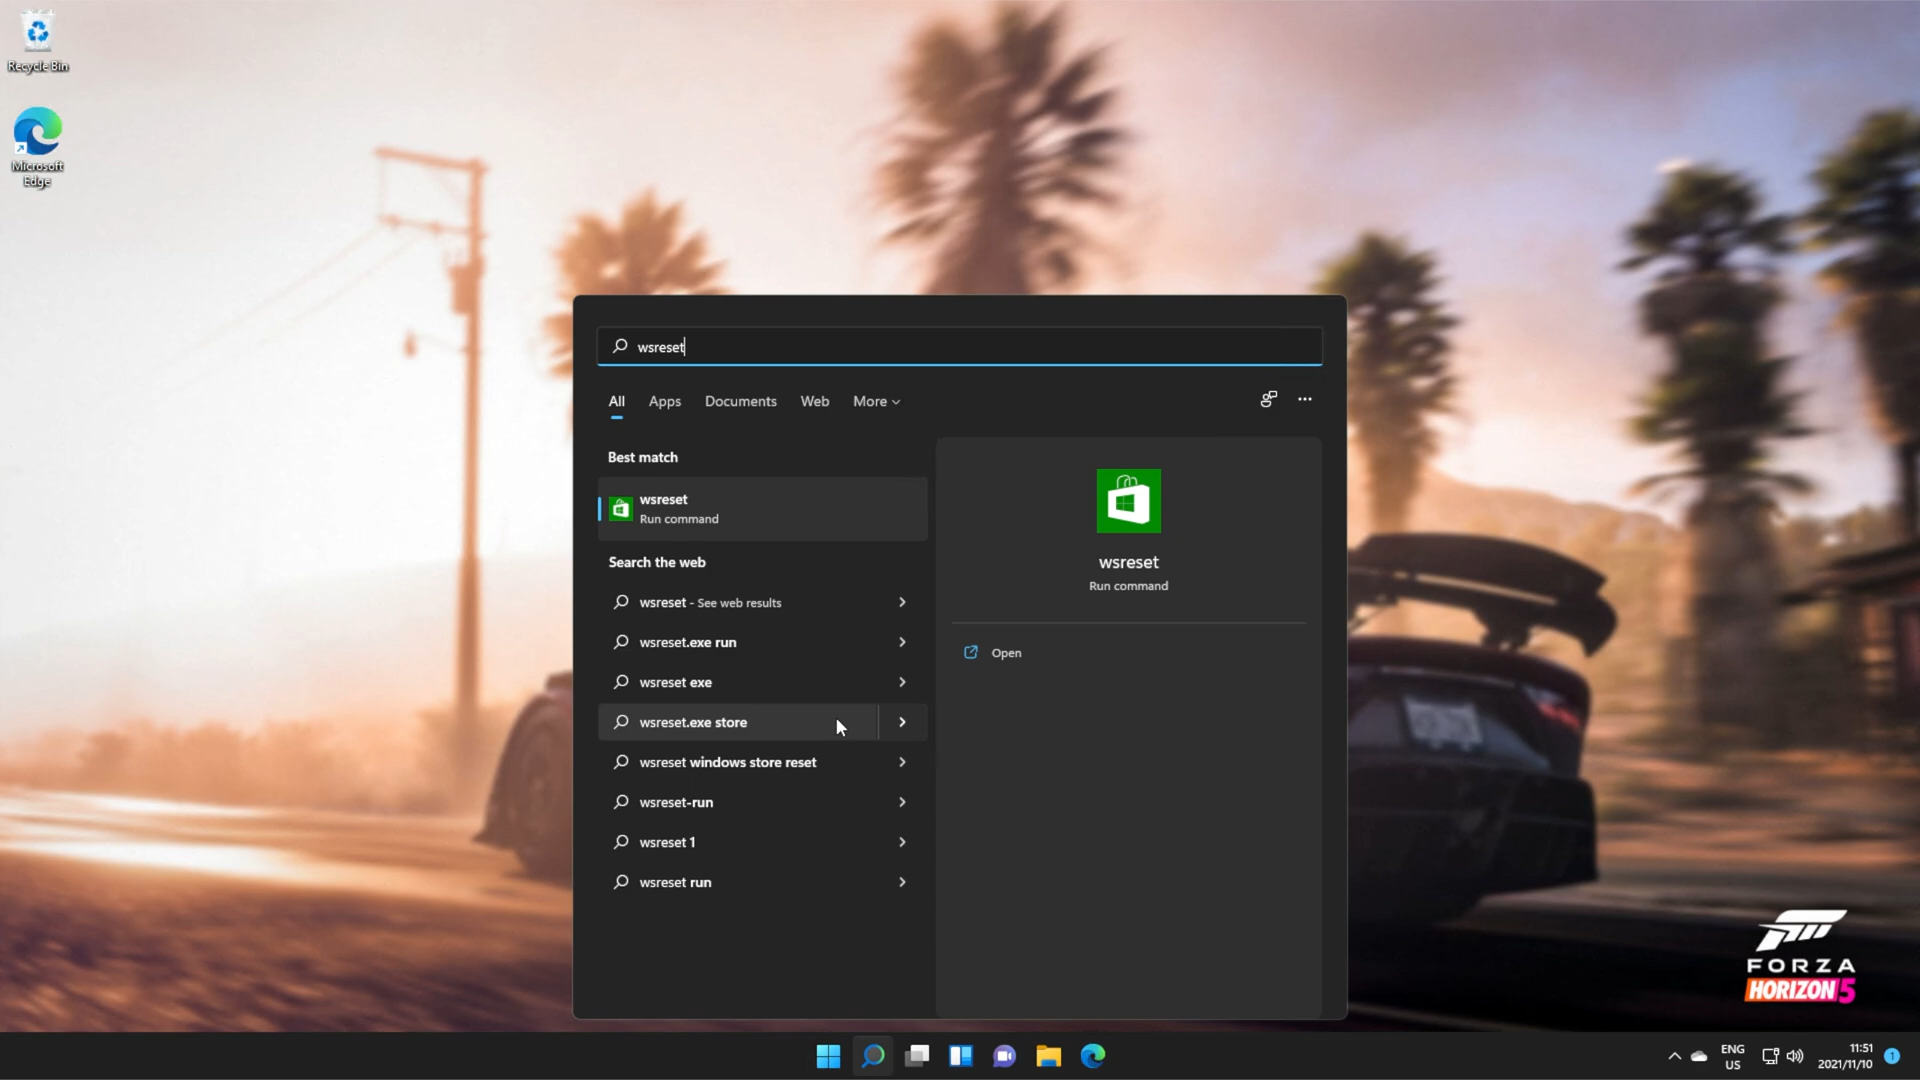 Recycle Bin
Microsoft
Edge
wsreset
All Apps Documents Web More
Best match
wsreset
Run command
Search the web
wsreset - See web results
wsreset.exe run
wsreset exe
wsreset.exe store
wsreset windows store reset
wsreset-run
wsreset 1
wsreset run
wsreset
Run command
Open
FORZA
HORIZON 5
ENG
US
11:51
2021/11/10
1